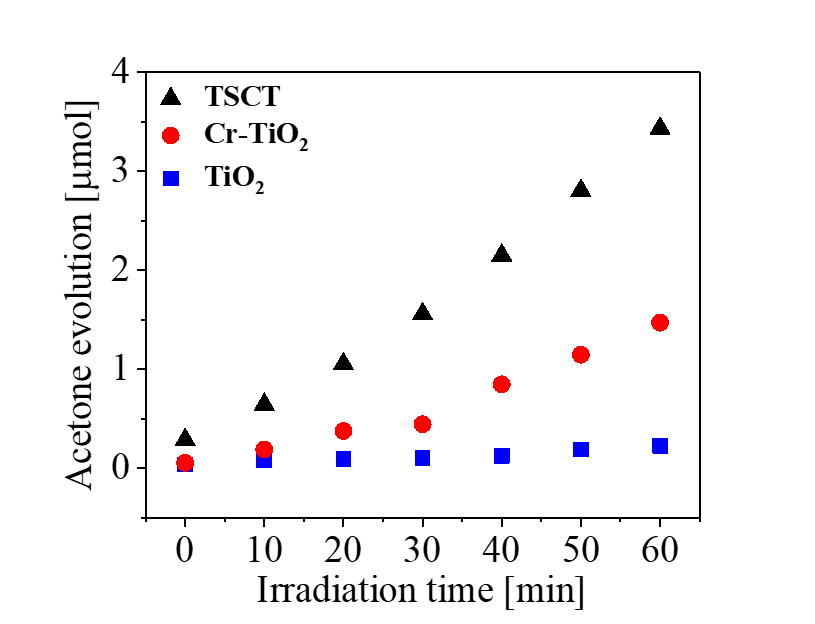 4
3
2
1
0
TSCT
Cr-TiO₂
TiO₂
Acetone evolution [µmol]
0 10 20 30 40 50 60
Irradiation time [min]